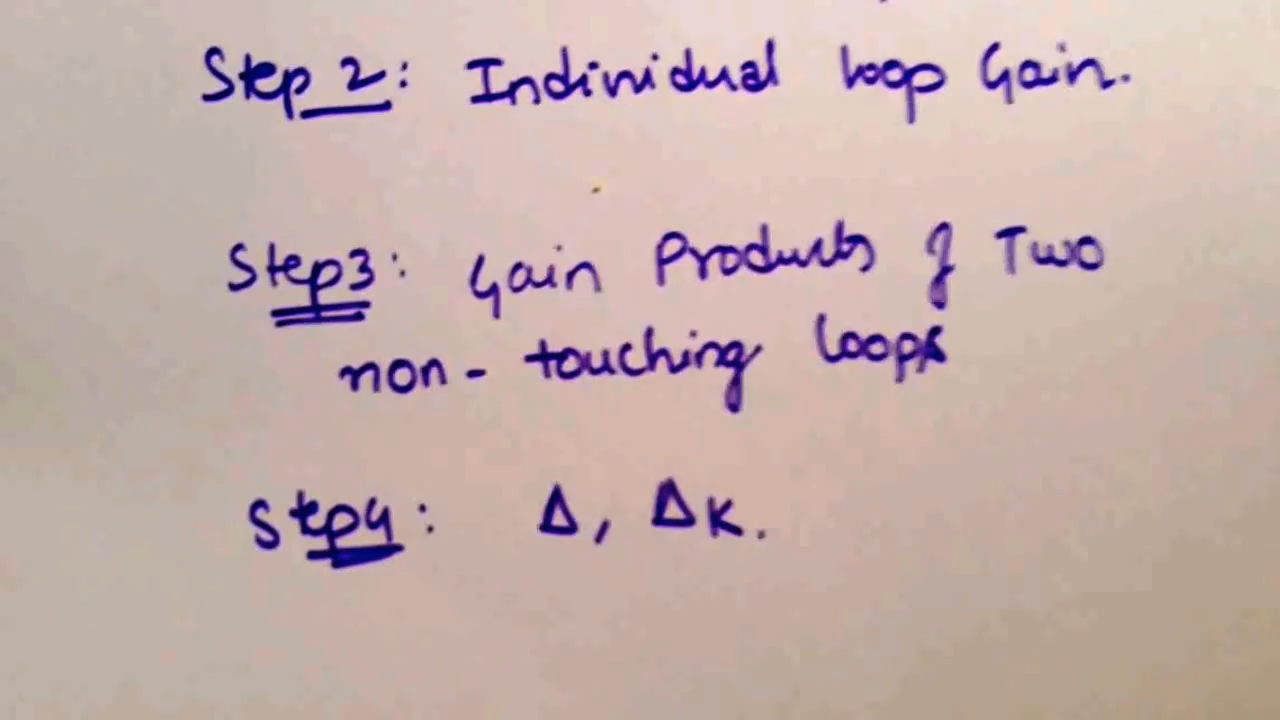 Step 2: Individual loop Gain.
Step3: Gain Products of Two
non-touching loops
Step4: Δ, ΔK.